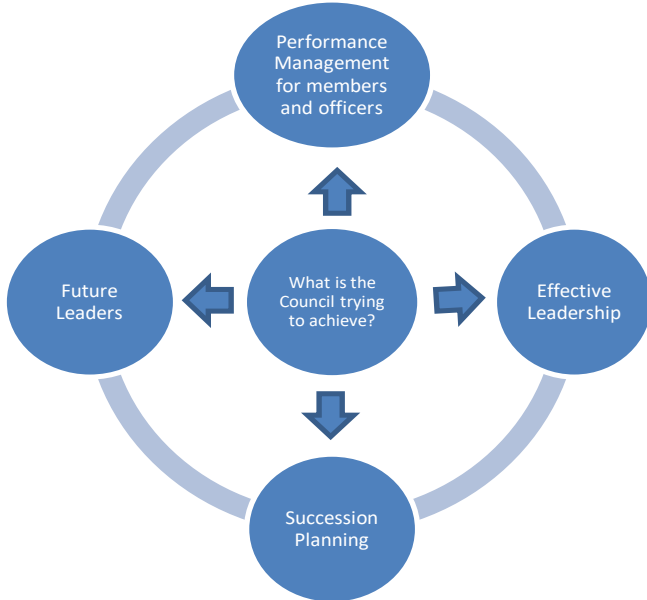 Performance
Management
for members
and officers
Future
Leaders
What is the
Council trying
to achieve?
Effective
Leadership
Succession
Planning